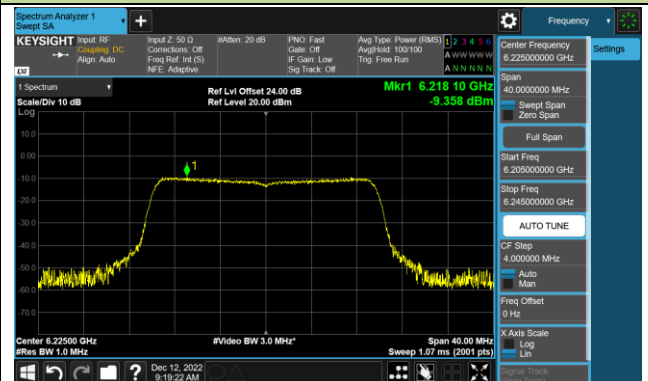 Spectrum Analyzer 1
Swept SA
+
Frequency
KEYSIGHT
Input: RF
Coupling: DC
Align: Auto
Input Z: 50 Ω
Corrections: Off
Freq Ref: Int (S)
NFE: Adaptive
#Atten: 20 dB
PNO: Fast
Gate: Off
IF Gain: Low
Sig Track: Off
Avg Type: Power (RMS)
Avg|Hold: 100/100
Trig: Free Run
1 2 3 4 5 6
A W W W W W
A N N N N N
LXI
1 Spectrum
Scale/Div 10 dB
Log
Ref Lvl Offset 24.00 dB
Ref Level 20.00 dBm
Mkr1 6.218 10 GHz
-9.358 dBm
10.0
0.00
-10.0
-20.0
-30.0
-40.0
-50.0
-60.0
-70.0
1
Center 6.22500 GHz
#Res BW 1.0 MHz
#Video BW 3.0 MHz*
Span 40.00 MHz
Sweep 1.07 ms (2001 pts)
Dec 12, 2022
9:19:22 AM
?
Center Frequency
6.225000000 GHz
Settings
Span
40.0000000 MHz
Swept Span
Zero Span
Full Span
Start Freq
6.205000000 GHz
Stop Freq
6.245000000 GHz
AUTO TUNE
CF Step
4.000000 MHz
Auto
Man
Freq Offset
0 Hz
X Axis Scale
Log
Lin
Signal Track